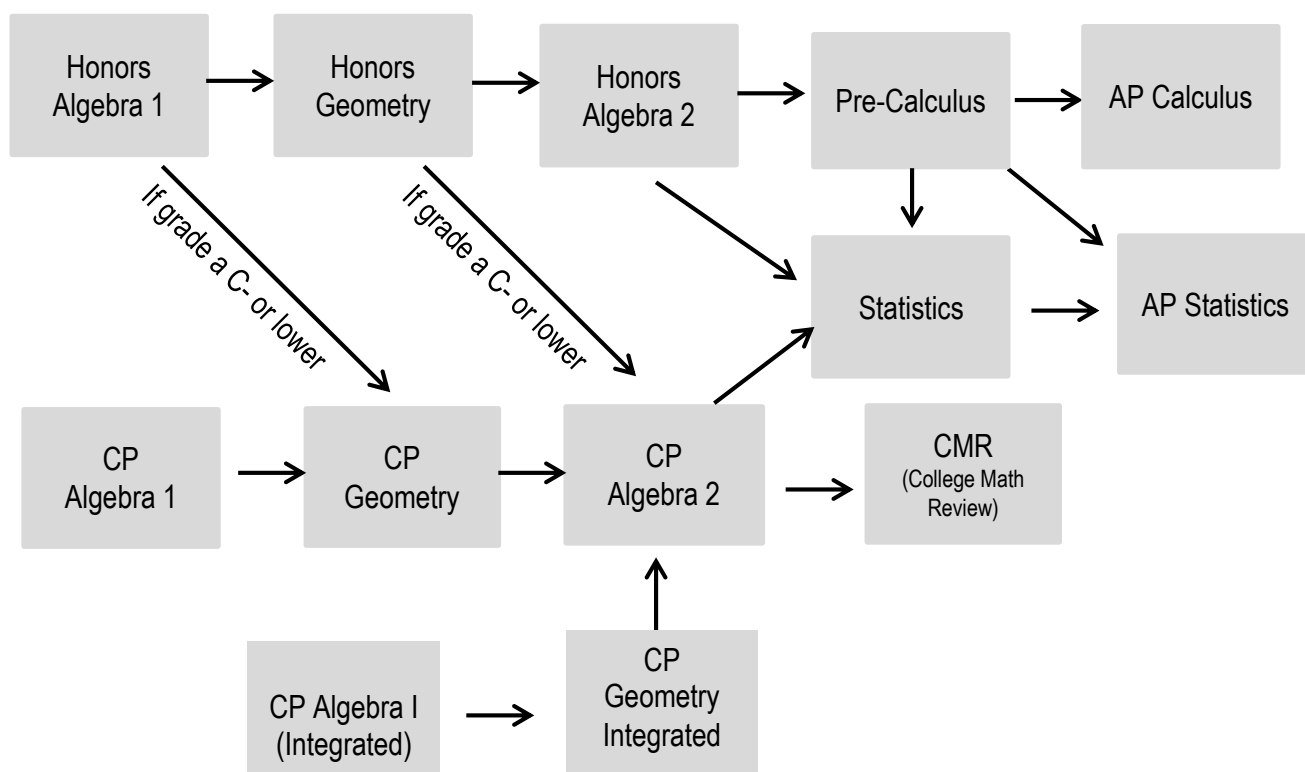 Honors
Algebra 1
Honors
Geometry
Honors
Algebra 2
Pre-Calculus
AP Calculus
If grade a C- or lower
If grade a C- or lower
Statistics
AP Statistics
CP
Algebra 1
CP
Geometry
CP
Algebra 2
CMR
(College Math
Review)
CP Algebra I
(Integrated)
CP
Geometry
Integrated